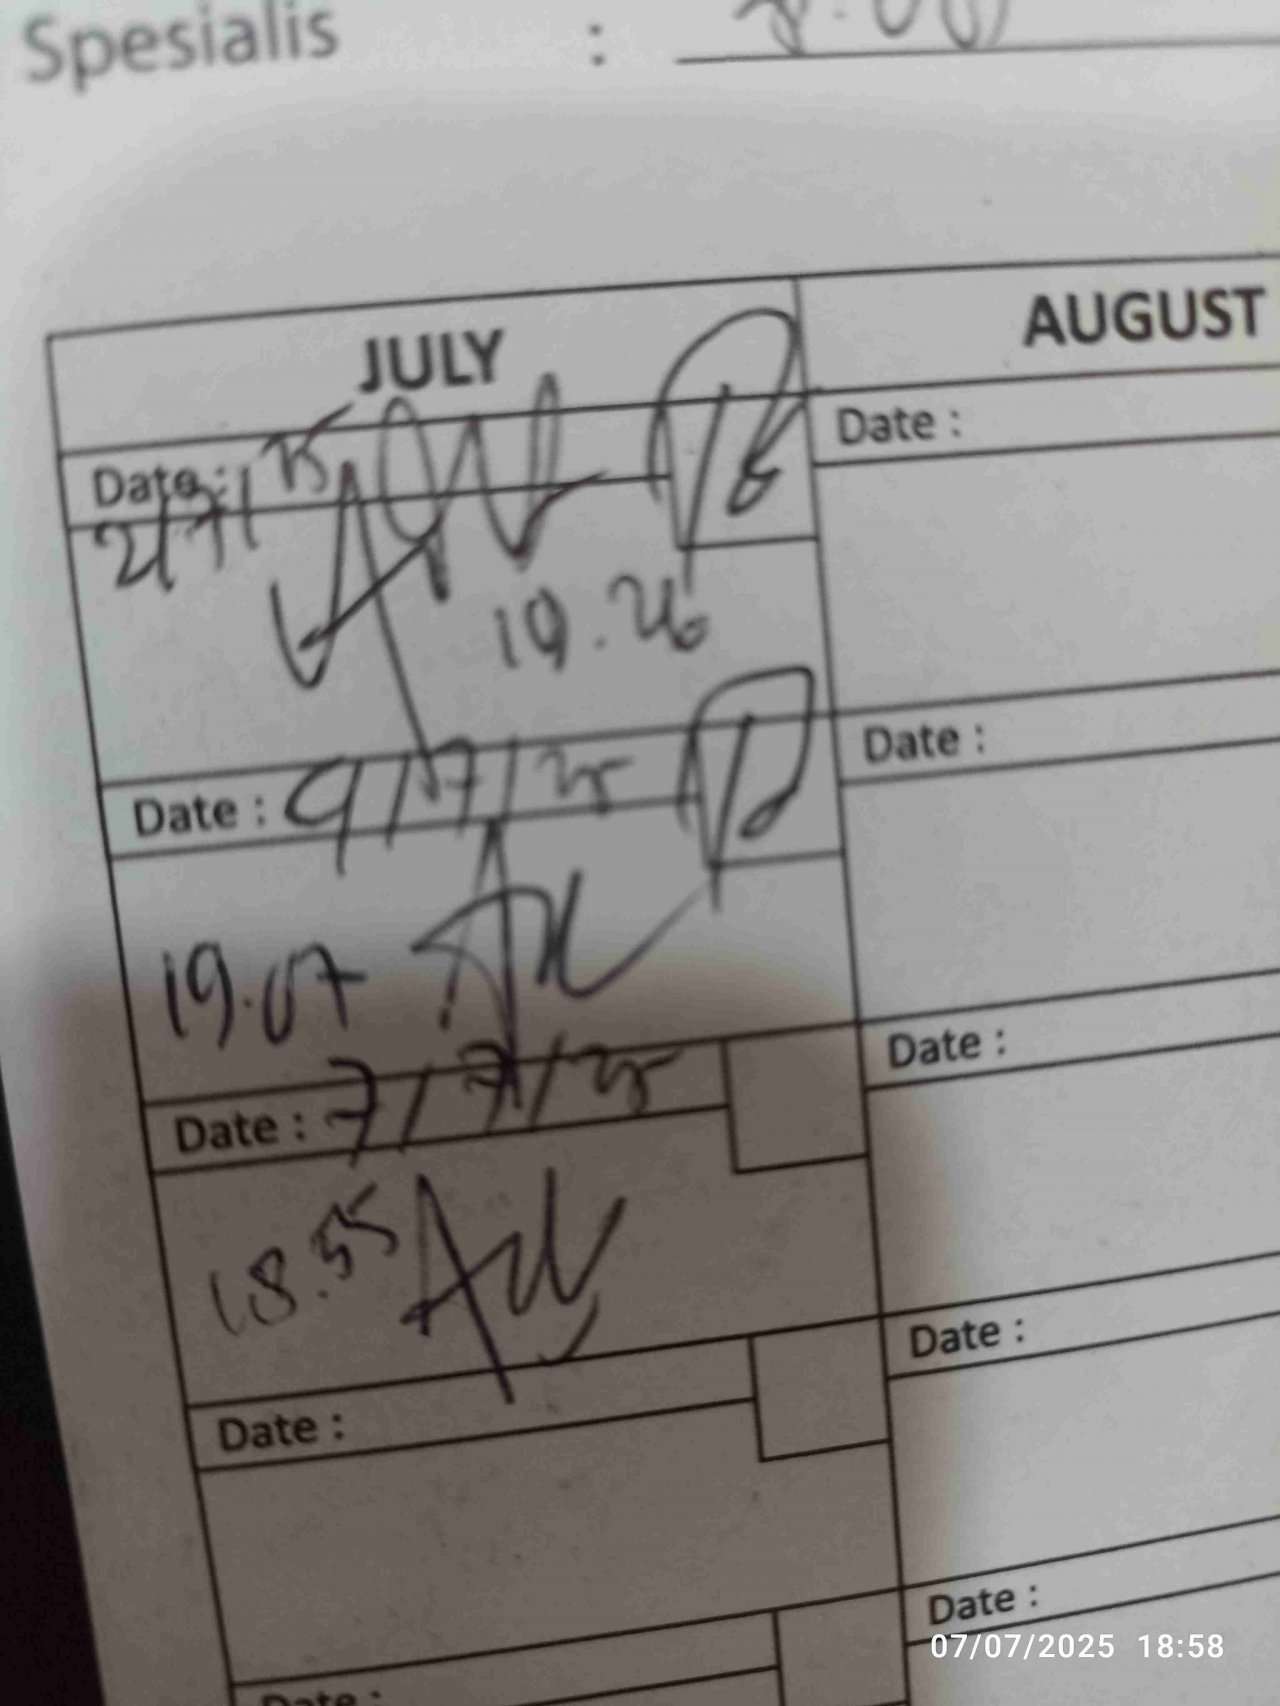 Spesialis :
JULY AUGUST
Date : 2/7/25 Date :
19.26
Date : 9/7/25 Date :
19.07
Date : 7/7/25 Date :
18.55
Date : Date :
Date : Date :
07/07/2025 18:58